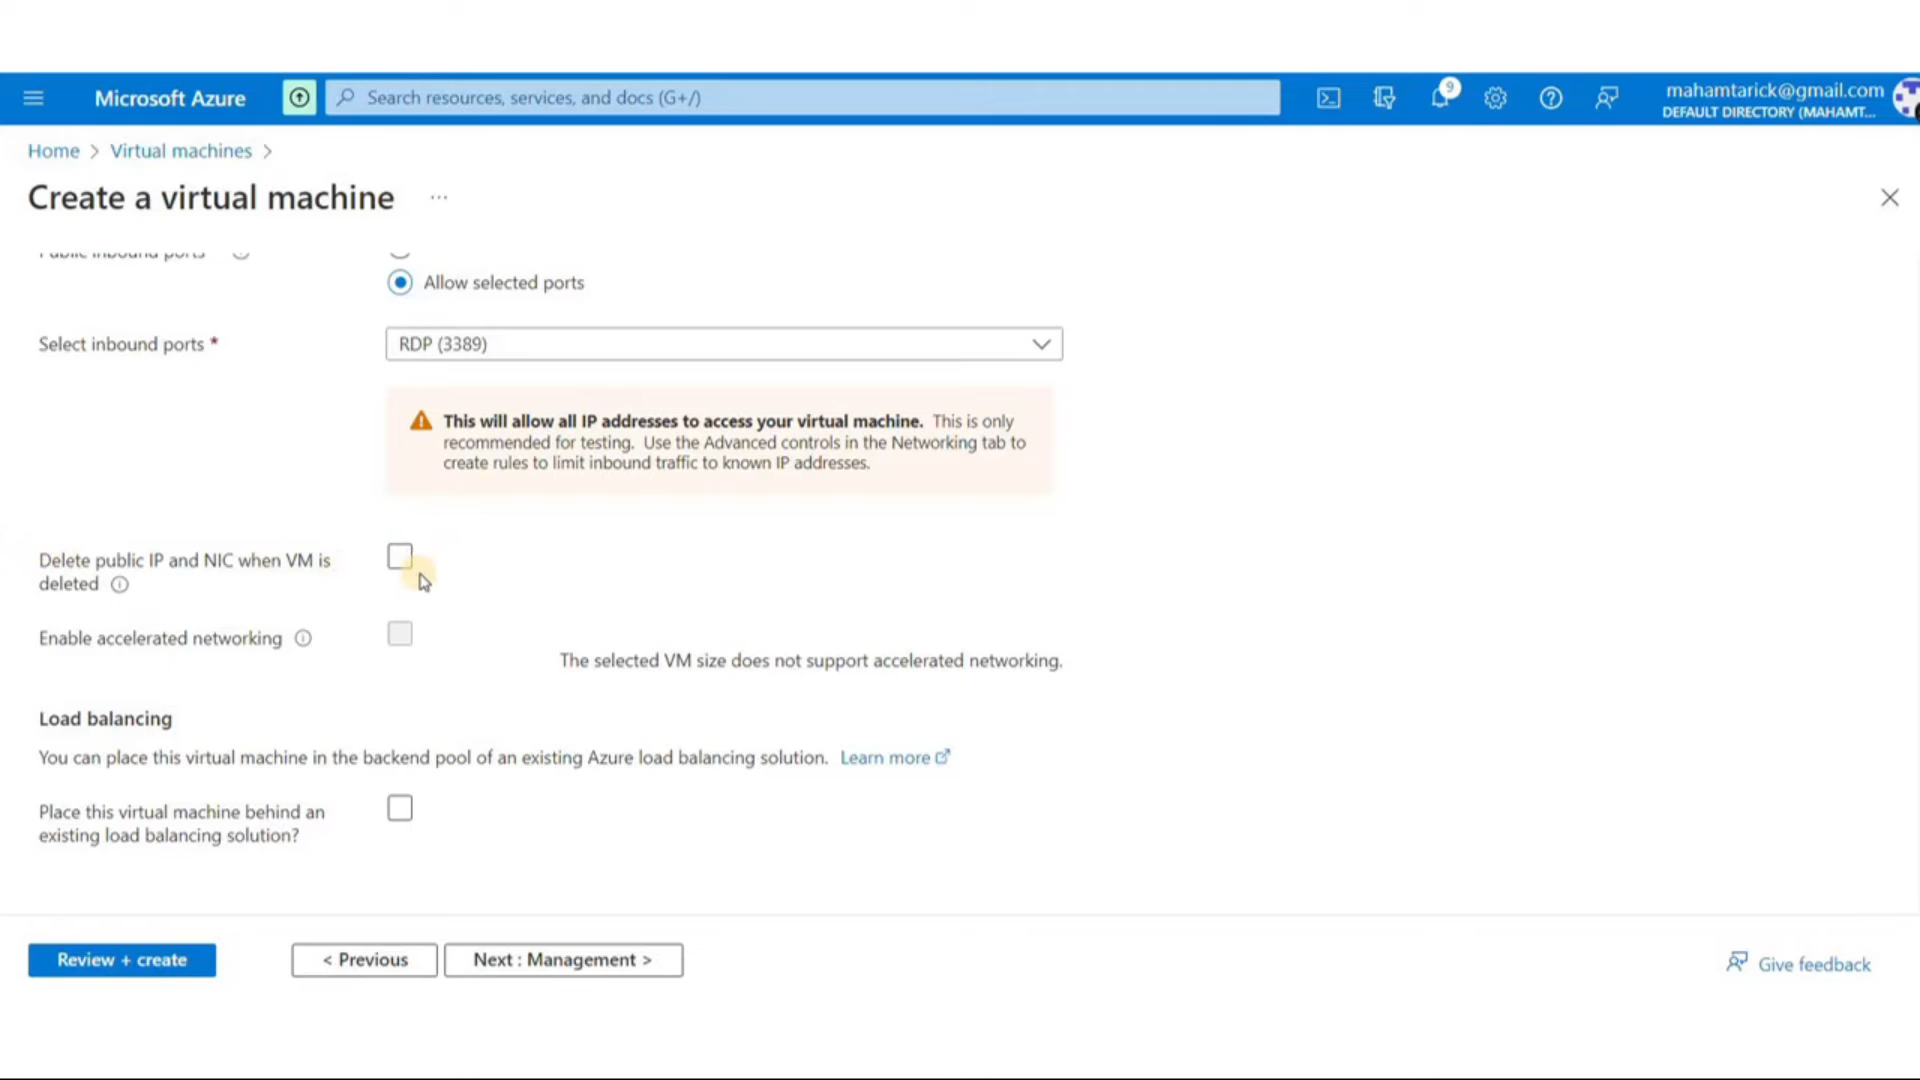 Microsoft Azure
Search resources, services, and docs (G+/)
9
mahamtarick@gmail.com
DEFAULT DIRECTORY (MAHAMT...
Home > Virtual machines >
Create a virtual machine ...
Public inbound ports
Allow selected ports
Select inbound ports *
RDP (3389)
This will allow all IP addresses to access your virtual machine. This is only
recommended for testing. Use the Advanced controls in the Networking tab to
create rules to limit inbound traffic to known IP addresses.
Delete public IP and NIC when VM is
deleted
Enable accelerated networking
The selected VM size does not support accelerated networking.
Load balancing
You can place this virtual machine in the backend pool of an existing Azure load balancing solution. Learn more
Place this virtual machine behind an
existing load balancing solution?
Review + create
< Previous
Next : Management >
Give feedback